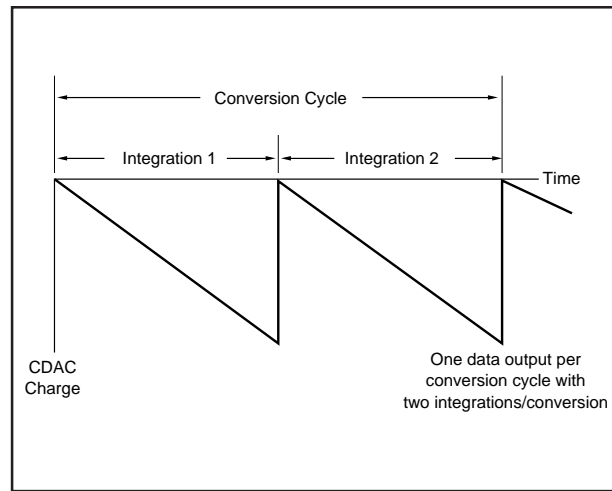 Conversion Cycle
Integration 1
Integration 2
Time
CDAC
Charge
One data output per
conversion cycle with
two integrations/conversion